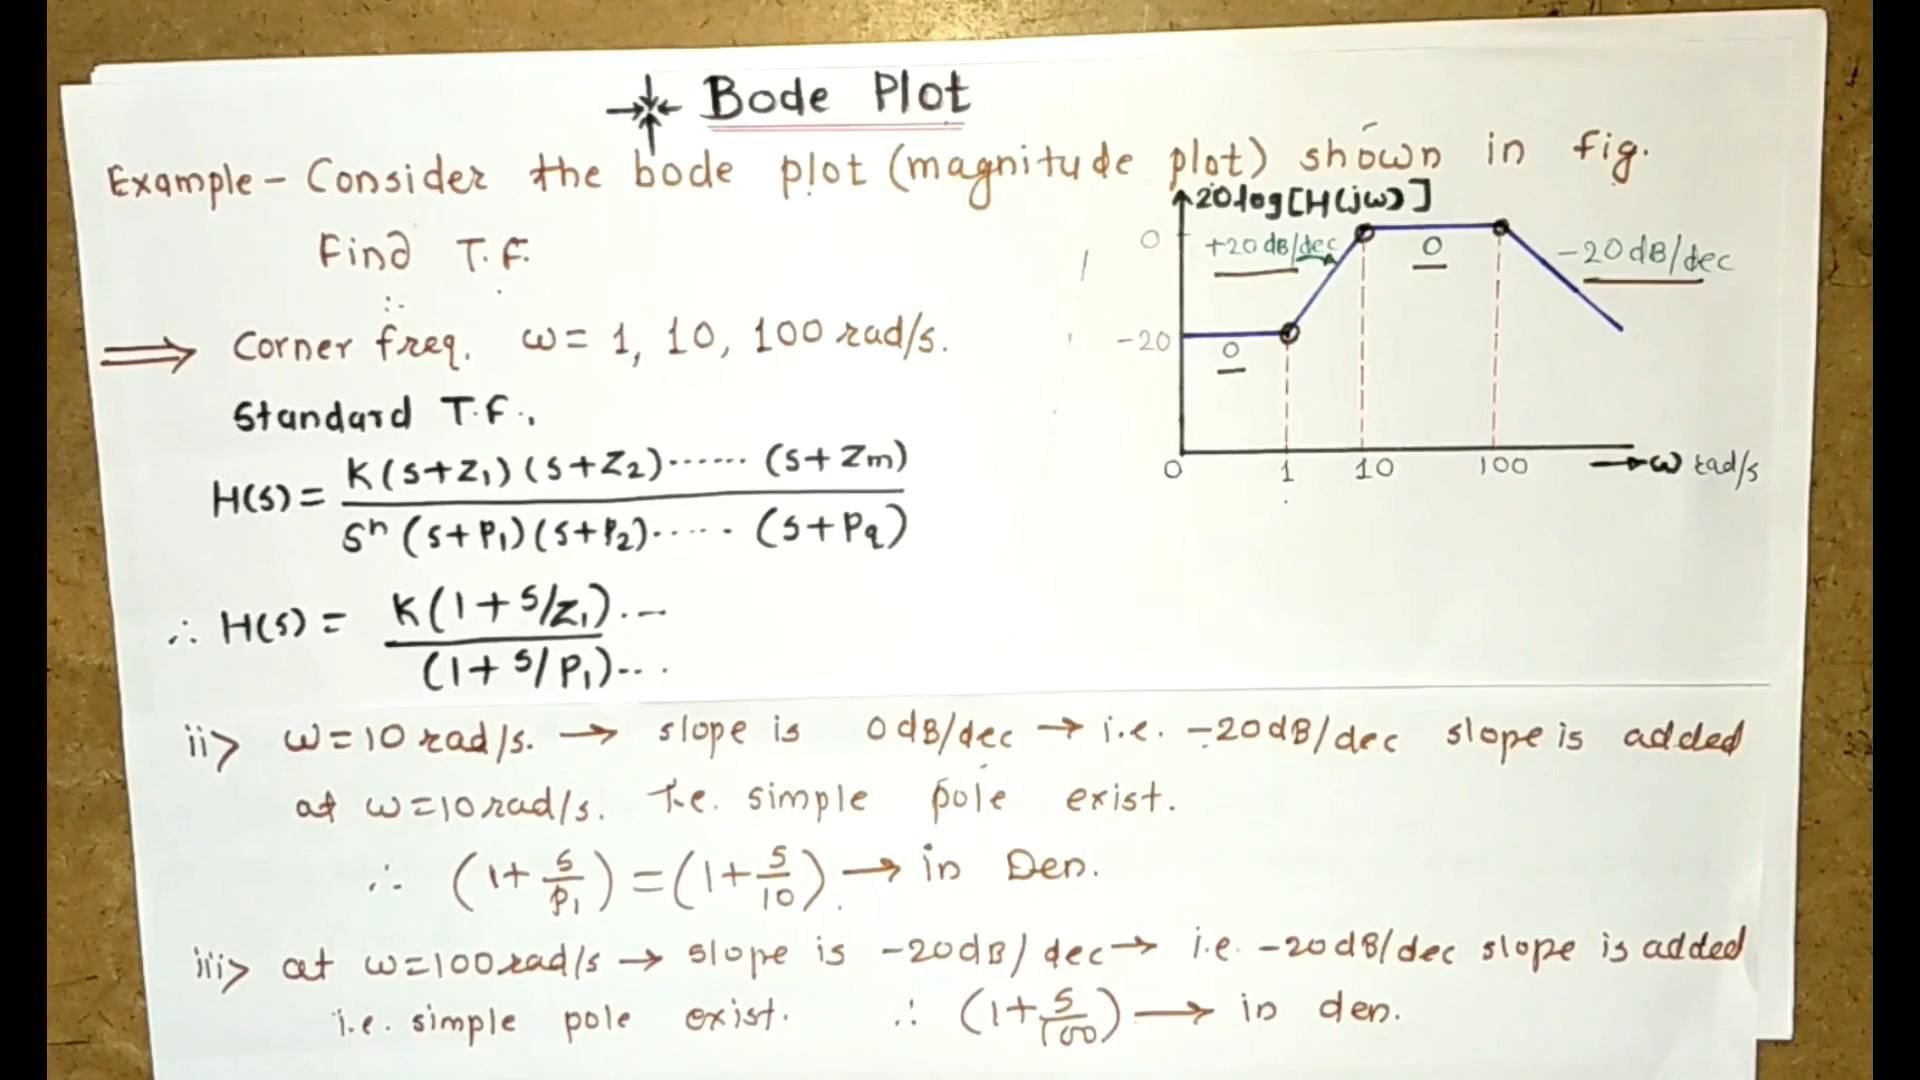 Bode Plot
Example - Consider the bode plot (magnitude plot) shown in fig.
Find T.F.
⟹ Corner freq. ω = 1, 10, 100 rad/s.
Standard T.F.,
H(s) = K(s+Z₁)(s+Z₂)......(s+Zm) / Sⁿ(s+P₁)(s+P₂)......(s+Pq)
∴ H(s) = K(1+s/Z₁)... / (1+s/P₁)...
20log[H(jω)]
0
+20dB/dec
0
-20dB/dec
-20
0
0 1 10 100 → ω rad/s
ii> ω=10 rad/s. → slope is 0dB/dec → i.e. -20dB/dec slope is added
at ω=10rad/s. i.e. simple pole exist.
∴ (1+s/P₁) = (1+s/10) → in Den.
iii> at ω=100rad/s → slope is -20dB/dec → i.e. -20dB/dec slope is added
i.e. simple pole exist. ∴ (1+s/100) → in den.